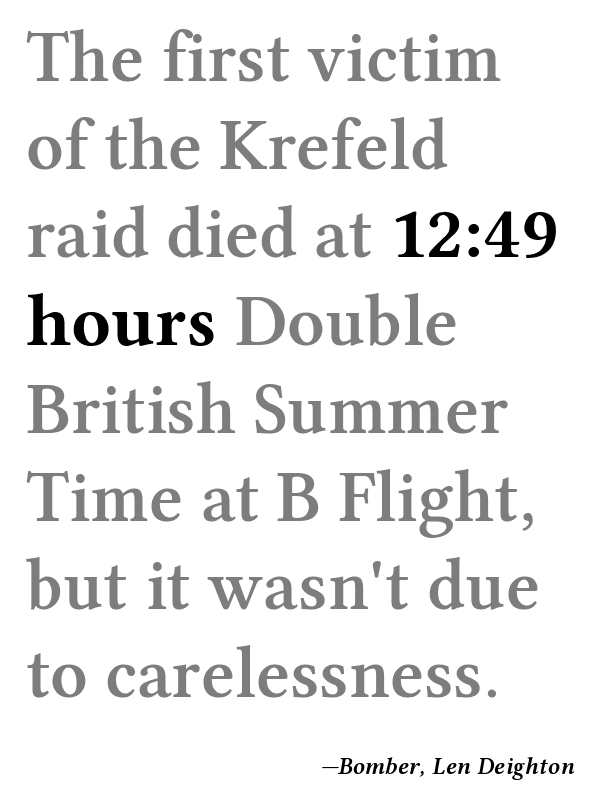 The first victim
of the Krefeld
raid died at 12:49
hours Double
British Summer
Time at B Flight,
but it wasn't due
to carelessness.
—Bomber, Len Deighton